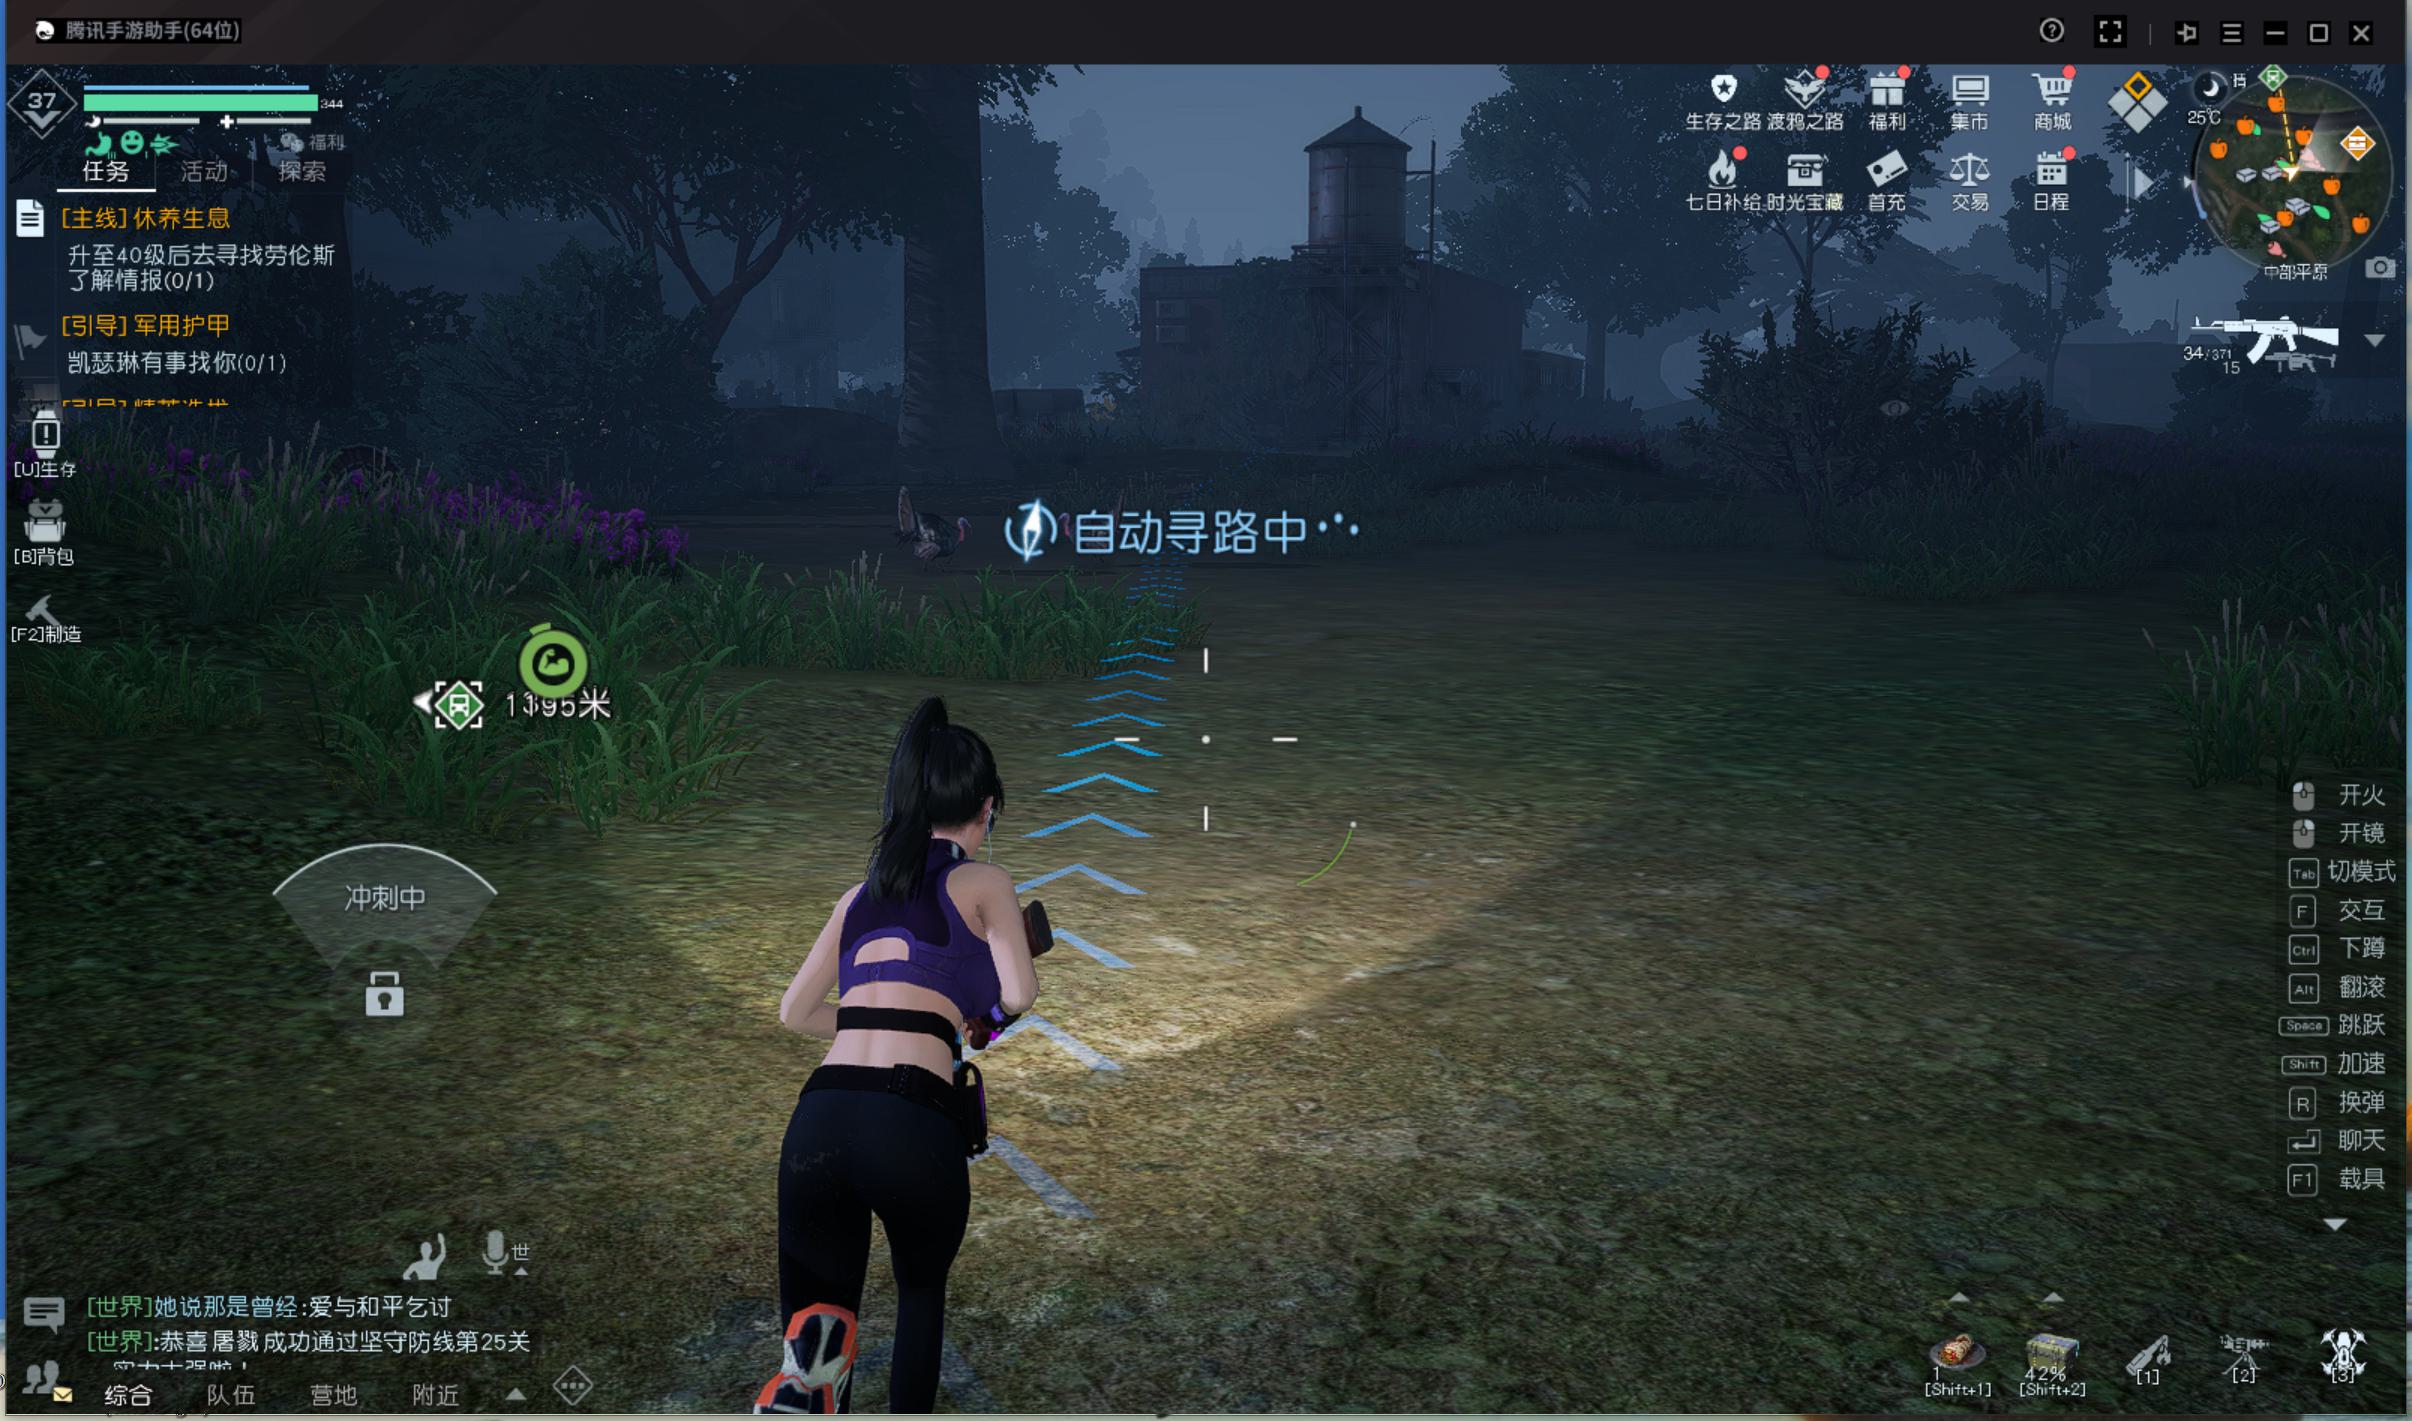 腾讯手游助手(64位)
37
344
福利
任务 活动 探索
[主线] 休养生息
升至40级后去寻找劳伦斯
了解情报(0/1)
[引导] 军用护甲
凯瑟琳有事找你(0/1)
[U]生存
[B]背包
[F2]制造
生存之路 渡鸦之路 福利 集市 商城
七日补给 时光宝藏 首充 交易 日程
25℃
中部平原
34/371
15
自动寻路中
冲刺中
开火
开镜
Tab 切模式
F 交互
Ctrl 下蹲
Alt 翻滚
Space 跳跃
Shift 加速
R 换弹
聊天
F1 载具
世
[世界]她说那是曾经:爱与和平乞讨
[世界]:恭喜屠戮成功通过坚守防线第25关
综合 队伍 营地 附近
1 42%
[Shift+1] [Shift+2] [1] [2] [3]